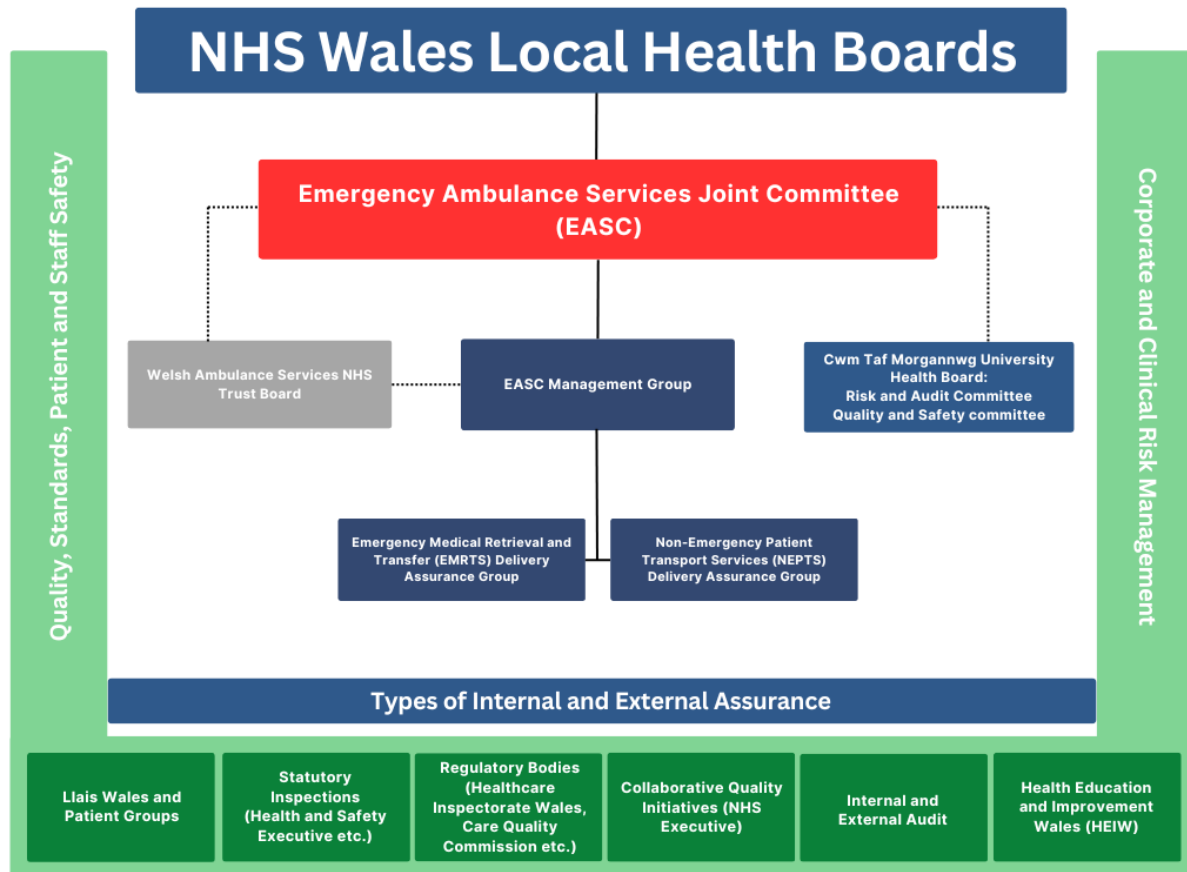 NHS Wales Local Health Boards
Quality, Standards, Patient and Staff Safety
Corporate and Clinical Risk Management
Emergency Ambulance Services Joint Committee
(EASC)
Welsh Ambulance Services NHS
Trust Board
EASC Management Group
Cwm Taf Morgannwg University
Health Board:
Risk and Audit Committee
Quality and Safety committee
Emergency Medical Retrieval and
Transfer (EMRTS) Delivery
Assurance Group
Non-Emergency Patient
Transport Services (NEPTS)
Delivery Assurance Group
Types of Internal and External Assurance
Llais Wales and
Patient Groups
Statutory
Inspections
(Health and Safety
Executive etc.)
Regulatory Bodies
(Healthcare
Inspectorate Wales,
Care Quality
Commission etc.)
Collaborative Quality
Initiatives (NHS
Executive)
Internal and
External Audit
Health Education
and Improvement
Wales (HEIW)